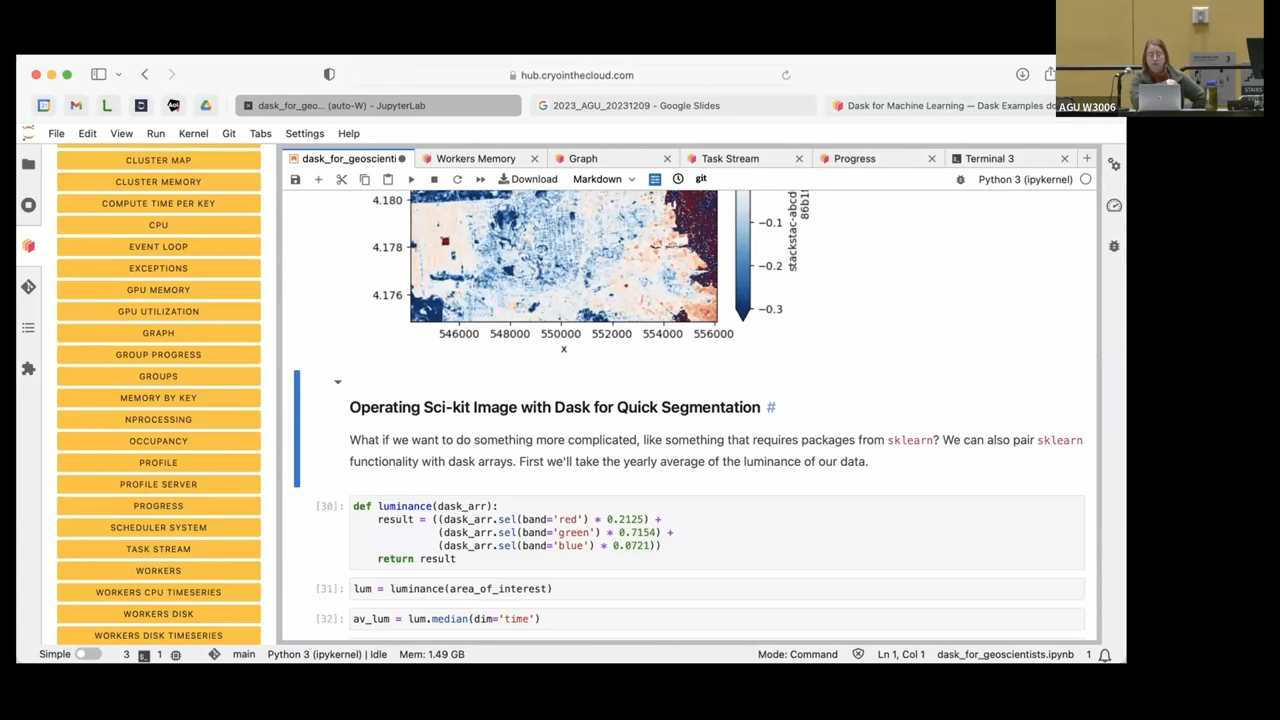 hub.cryointhecloud.com
dask_for_geo... (auto-W) - JupyterLab
2023_AGU_20231209 - Google Slides
Dask for Machine Learning — Dask Examples do
AGU W3006
File Edit View Run Kernel Git Tabs Settings Help
CLUSTER MAP
CLUSTER MEMORY
COMPUTE TIME PER KEY
CPU
EVENT LOOP
EXCEPTIONS
GPU MEMORY
GPU UTILIZATION
GRAPH
GROUP PROGRESS
GROUPS
MEMORY BY KEY
NPROCESSING
OCCUPANCY
PROFILE
PROFILE SERVER
PROGRESS
SCHEDULER SYSTEM
TASK STREAM
WORKERS
WORKERS CPU TIMESERIES
WORKERS DISK
WORKERS DISK TIMESERIES
dask_for_geoscienti Workers Memory Graph Task Stream Progress Terminal 3
Download Markdown git Python 3 (ipykernel)
4.180
4.178
4.176
546000 548000 550000 552000 554000 556000
x
−0.1
−0.2
−0.3
stackstac-abcd
86b1
Operating Sci-kit Image with Dask for Quick Segmentation #
What if we want to do something more complicated, like something that requires packages from sklearn? We can also pair sklearn
functionality with dask arrays. First we'll take the yearly average of the luminance of our data.
[30]: def luminance(dask_arr):
result = ((dask_arr.sel(band='red') * 0.2125) +
(dask_arr.sel(band='green') * 0.7154) +
(dask_arr.sel(band='blue') * 0.0721))
return result
[31]: lum = luminance(area_of_interest)
[32]: av_lum = lum.median(dim='time')
Simple 3 1 main Python 3 (ipykernel) | Idle Mem: 1.49 GB Mode: Command Ln 1, Col 1 dask_for_geoscientists.ipynb 1